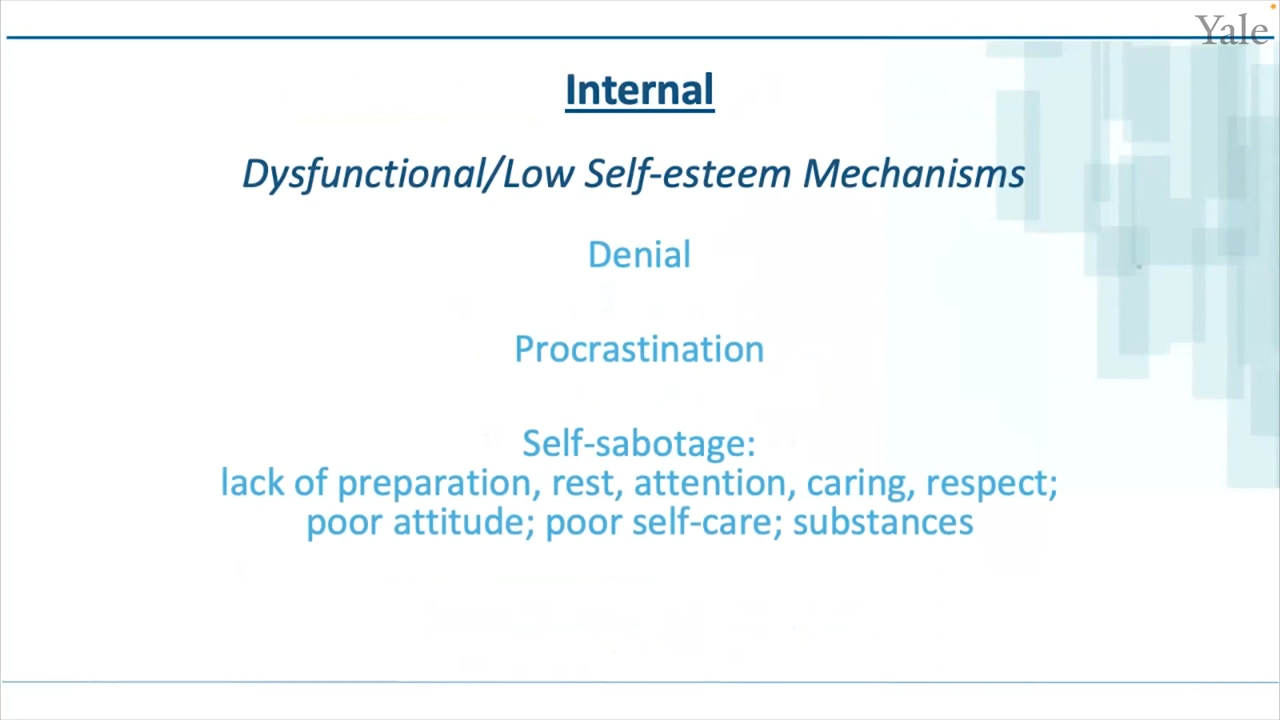 Yale
Internal
Dysfunctional/Low Self-esteem Mechanisms
Denial
Procrastination
Self-sabotage:
lack of preparation, rest, attention, caring, respect;
poor attitude; poor self-care; substances